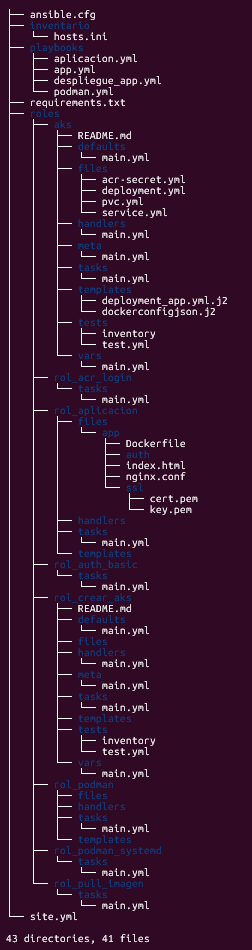 ├── ansible.cfg
├── inventario
│   └── hosts.ini
├── playbooks
│   ├── aplicacion.yml
│   ├── app.yml
│   ├── despliegue_app.yml
│   └── podman.yml
├── requirements.txt
├── roles
│   ├── aks
│   │   ├── README.md
│   │   ├── defaults
│   │   │   └── main.yml
│   │   ├── files
│   │   │   ├── acr-secret.yml
│   │   │   ├── deployment.yml
│   │   │   ├── pvc.yml
│   │   │   └── service.yml
│   │   ├── handlers
│   │   │   └── main.yml
│   │   ├── meta
│   │   │   └── main.yml
│   │   ├── tasks
│   │   │   └── main.yml
│   │   ├── templates
│   │   │   ├── deployment_app.yml.j2
│   │   │   └── dockerconfigjson.j2
│   │   ├── tests
│   │   │   ├── inventory
│   │   │   └── test.yml
│   │   └── vars
│   │       └── main.yml
│   ├── rol_acr_login
│   │   └── tasks
│   │       └── main.yml
│   ├── rol_aplicacion
│   │   ├── files
│   │   │   └── app
│   │   │       ├── Dockerfile
│   │   │       ├── auth
│   │   │       ├── index.html
│   │   │       ├── nginx.conf
│   │   │       └── ssl
│   │   │           ├── cert.pem
│   │   │           └── key.pem
│   │   ├── handlers
│   │   ├── tasks
│   │   │   └── main.yml
│   │   └── templates
│   ├── rol_auth_basic
│   │   └── tasks
│   │       └── main.yml
│   ├── rol_crear_aks
│   │   ├── README.md
│   │   ├── defaults
│   │   │   └── main.yml
│   │   ├── files
│   │   ├── handlers
│   │   │   └── main.yml
│   │   ├── meta
│   │   │   └── main.yml
│   │   ├── tasks
│   │   │   └── main.yml
│   │   ├── templates
│   │   ├── tests
│   │   │   ├── inventory
│   │   │   └── test.yml
│   │   └── vars
│   │       └── main.yml
│   ├── rol_podman
│   │   ├── files
│   │   ├── handlers
│   │   ├── tasks
│   │   │   └── main.yml
│   │   └── templates
│   ├── rol_podman_systemd
│   │   └── tasks
│   │       └── main.yml
│   └── rol_pull_imagen
│       └── tasks
│           └── main.yml
└── site.yml
43 directories, 41 files